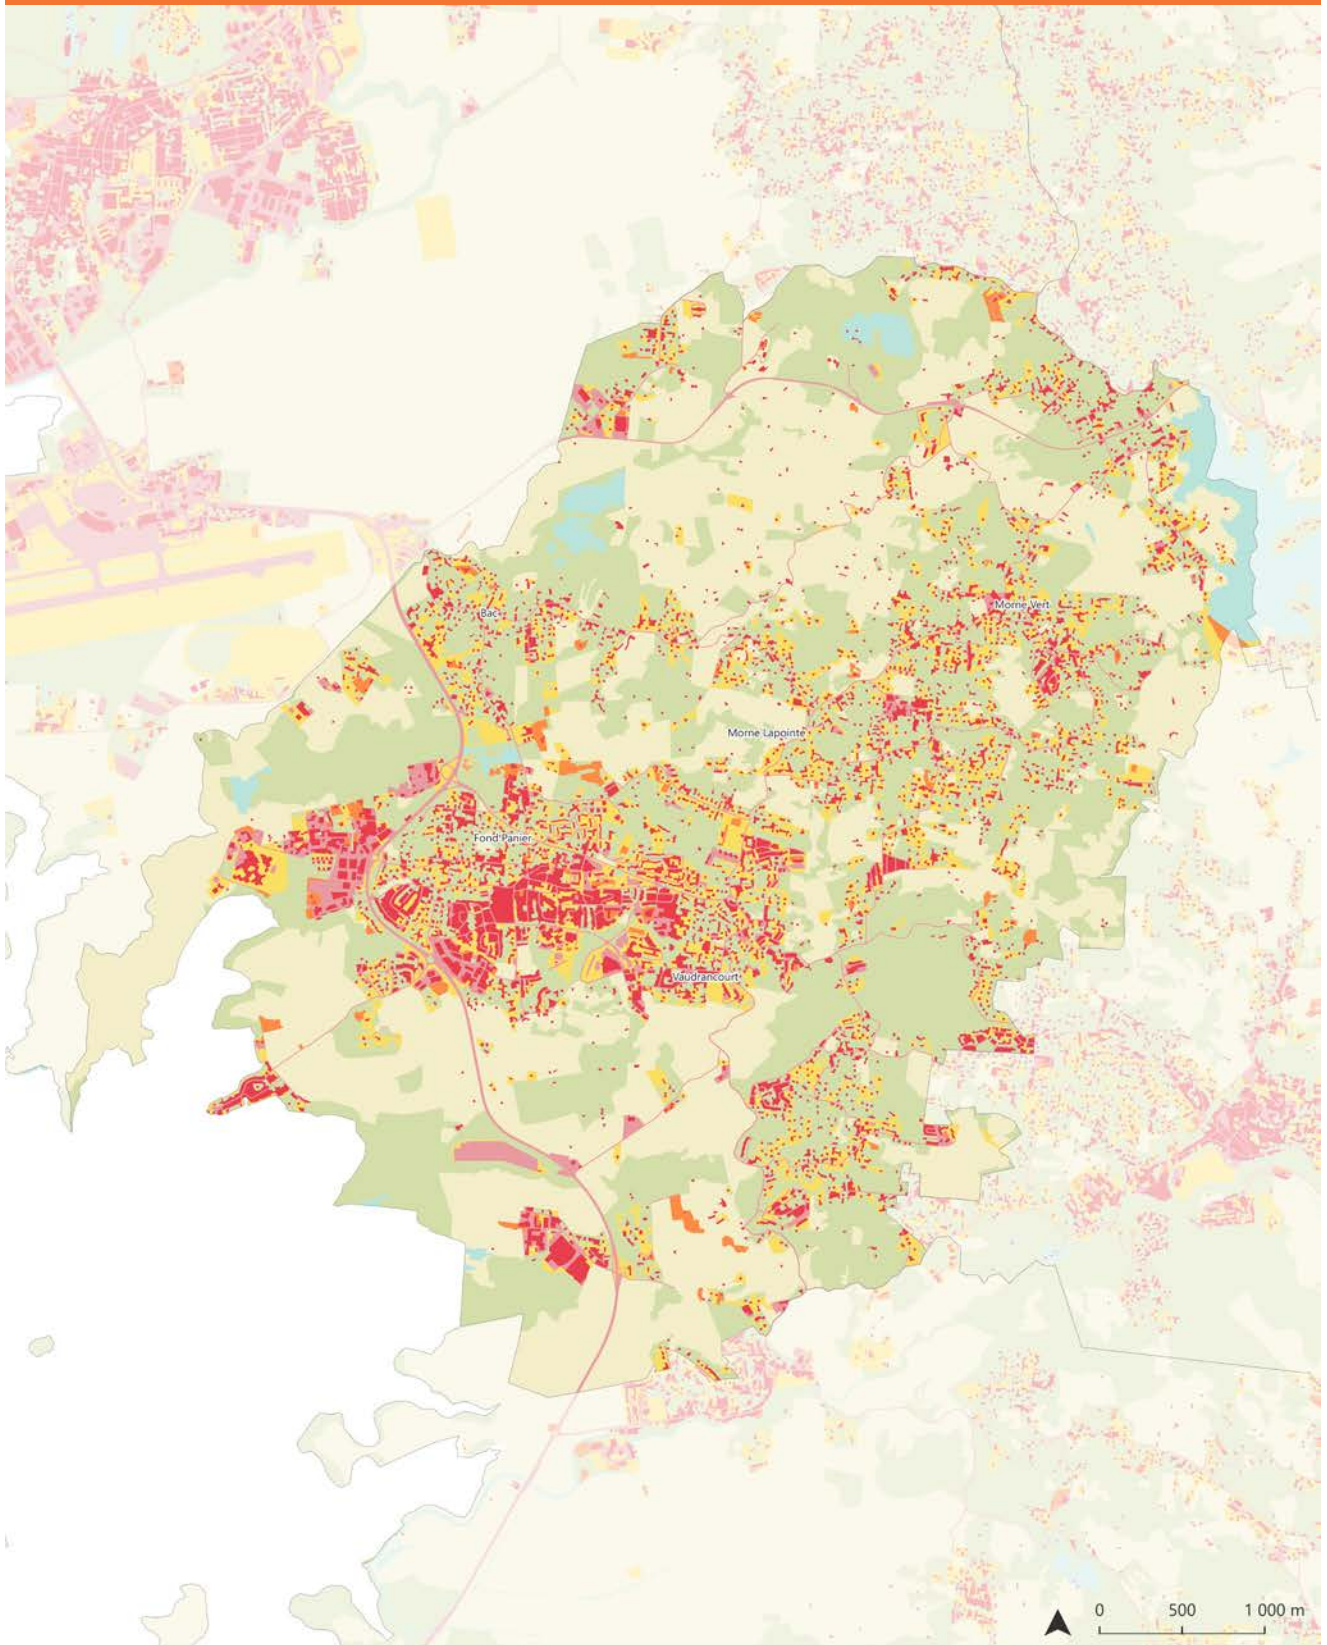 Morne Vert
Bac
Morne Lapointe
Fond Panier
Vaudrancourt
0 500 1 000 m